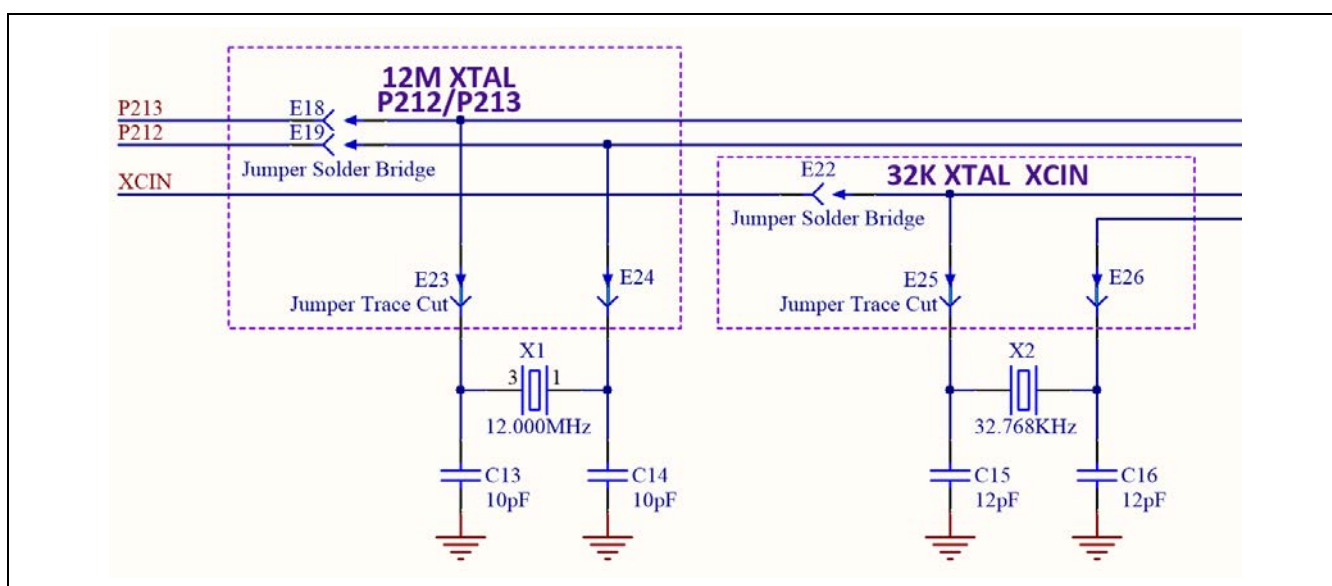 12M XTAL
P212/P213
P213
E18
P212
E19
Jumper Solder Bridge
XCIN
E22
32K XTAL XCIN
Jumper Solder Bridge
E23
E24
Jumper Trace Cut
E25
E26
Jumper Trace Cut
X1
3
1
12.000MHz
X2
32.768KHz
C13
10pF
C14
10pF
C15
12pF
C16
12pF